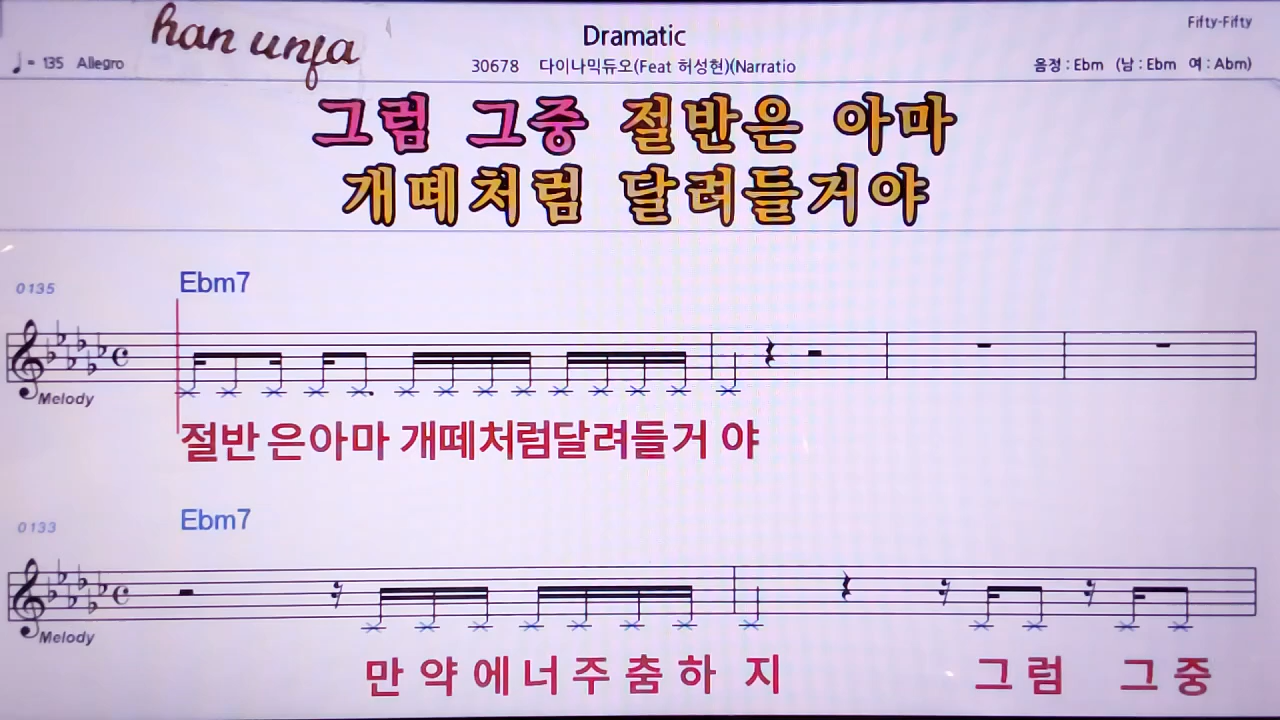 han unfa
Dramatic
Fifty-Fifty
♩= 135 Allegro
30678 다이나믹듀오(Feat 허성현)(Narratio
음정 : Ebm (남 : Ebm 여 : Abm)
그럼 그중 절반은 아마
개떼처럼 달려들거야
0135
Ebm7
Melody
절반 은아마 개떼처럼달려들거 야
0133
Ebm7
Melody
만 약 에 너 주 춤 하 지 그 럼 그 중